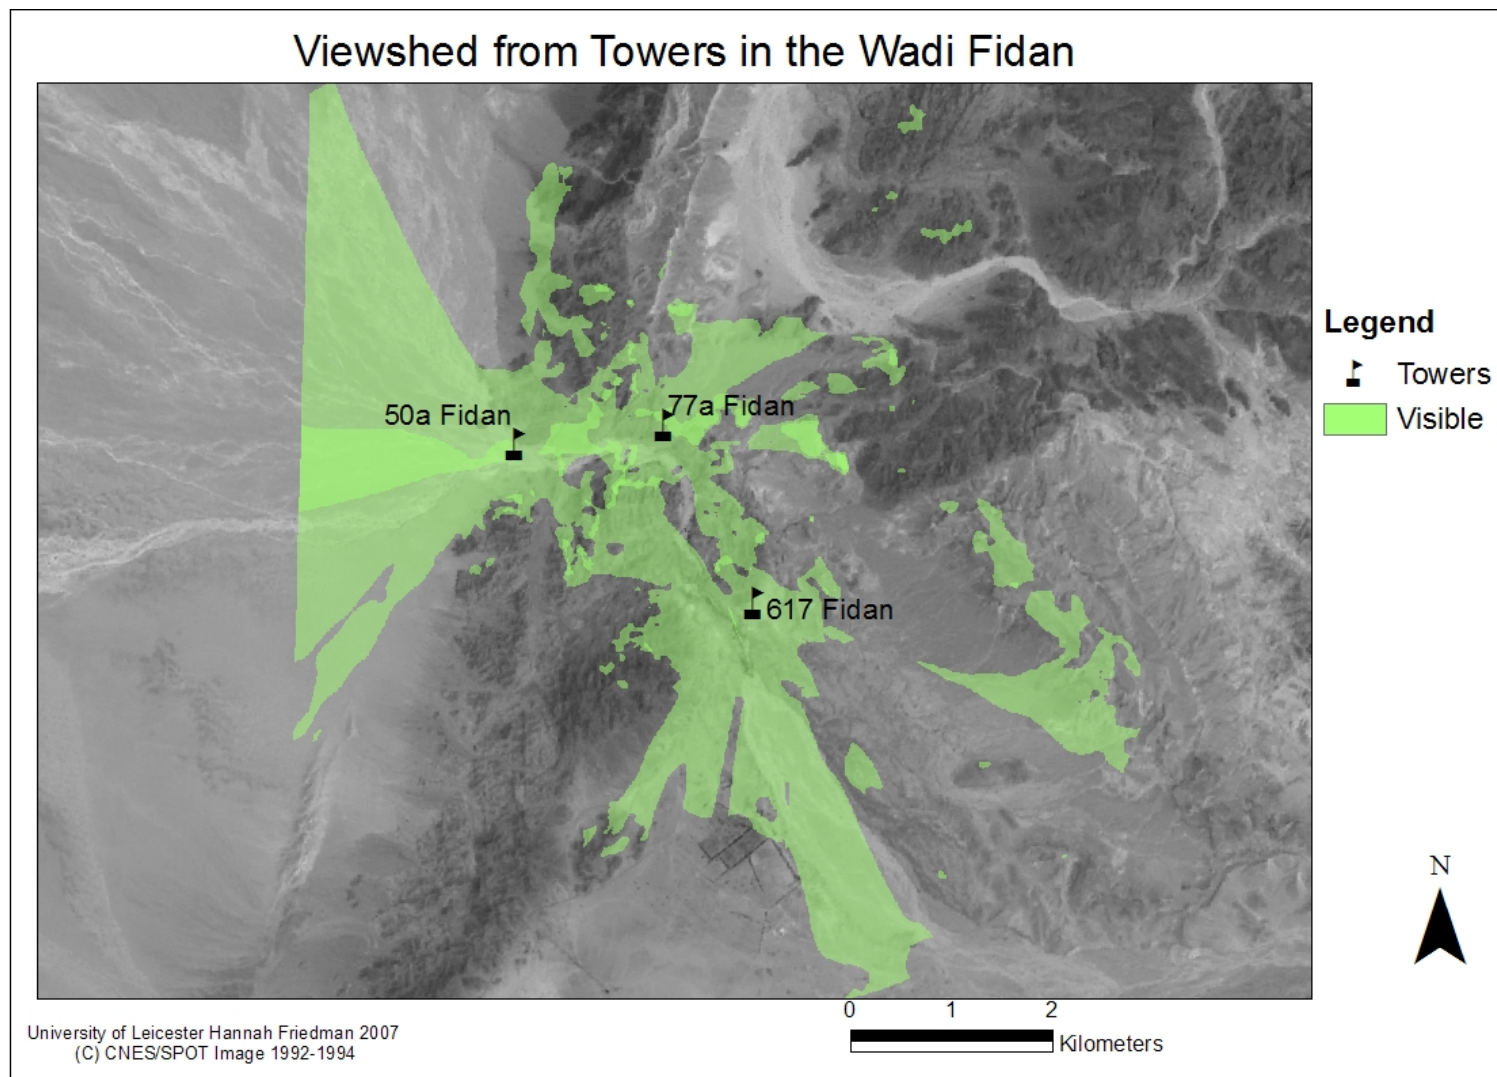 Viewshed from Towers in the Wadi Fidan
50a Fidan
77a Fidan
617 Fidan
Legend
Towers
Visible
N
0 1 2
Kilometers
University of Leicester Hannah Friedman 2007
(C) CNES/SPOT Image 1992-1994